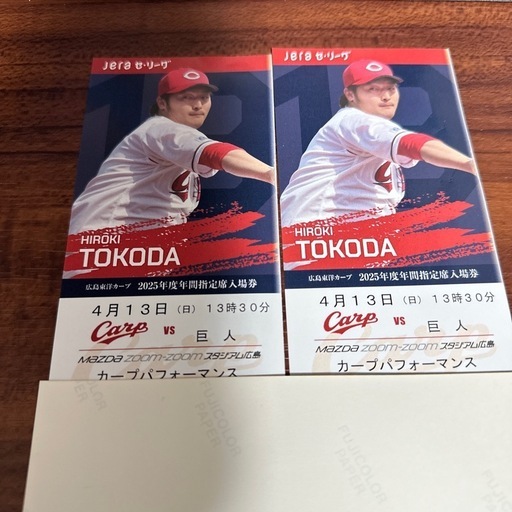 Jera セ・リーグ
HIROKI
TOKODA
広島東洋カープ 2025年度年間指定席入場券
4月13日 (日) 13時30分
Carp vs 巨人
MAZDA ZOOM-ZOOM スタジアム広島
カープパフォーマンス
Jera セ・リーグ
HIROKI
TOKODA
広島東洋カープ 2025年度年間指定席入場券
4月13日 (日) 13時30分
Carp vs 巨人
MAZDA ZOOM-ZOOM スタジアム広島
カープパフォーマンス
FUJICOLOR
PAPER
FUJICOLOR
PAPER